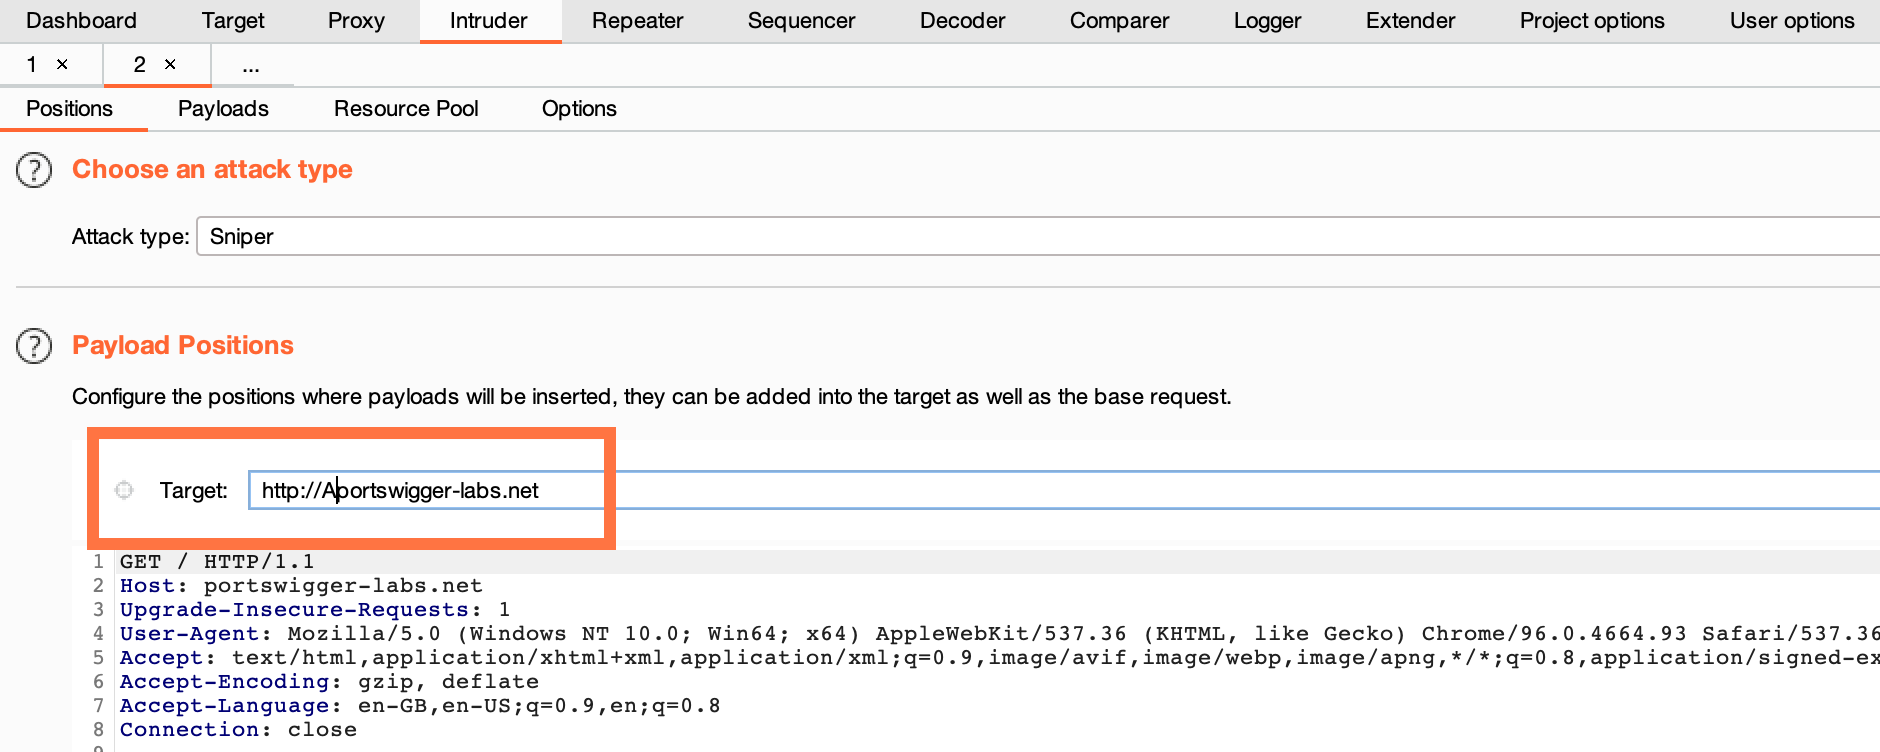 Dashboard Target Proxy Intruder Repeater Sequencer Decoder Comparer Logger Extender Project options User options
1 × 2 × ...
Positions Payloads Resource Pool Options
? Choose an attack type
Attack type: Sniper
? Payload Positions
Configure the positions where payloads will be inserted, they can be added into the target as well as the base request.
Target: http://Aportswigger-labs.net
1 GET / HTTP/1.1
2 Host: portswigger-labs.net
3 Upgrade-Insecure-Requests: 1
4 User-Agent: Mozilla/5.0 (Windows NT 10.0; Win64; x64) AppleWebKit/537.36 (KHTML, like Gecko) Chrome/96.0.4664.93 Safari/537.36
5 Accept: text/html,application/xhtml+xml,application/xml;q=0.9,image/avif,image/webp,image/apng,*/*;q=0.8,application/signed-ex
6 Accept-Encoding: gzip, deflate
7 Accept-Language: en-GB,en-US;q=0.9,en;q=0.8
8 Connection: close
9